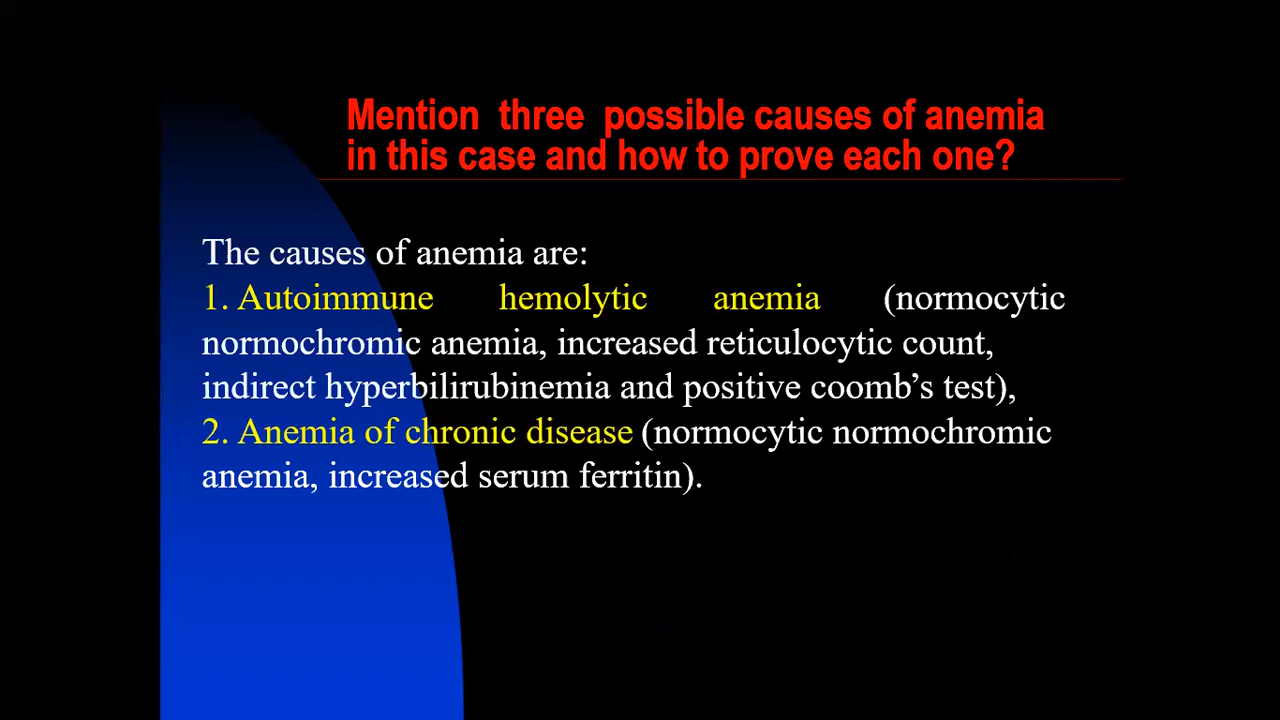 Mention three possible causes of anemia
in this case and how to prove each one?
The causes of anemia are:
1. Autoimmune hemolytic anemia (normocytic
normochromic anemia, increased reticulocytic count,
indirect hyperbilirubinemia and positive coomb’s test),
2. Anemia of chronic disease (normocytic normochromic
anemia, increased serum ferritin).